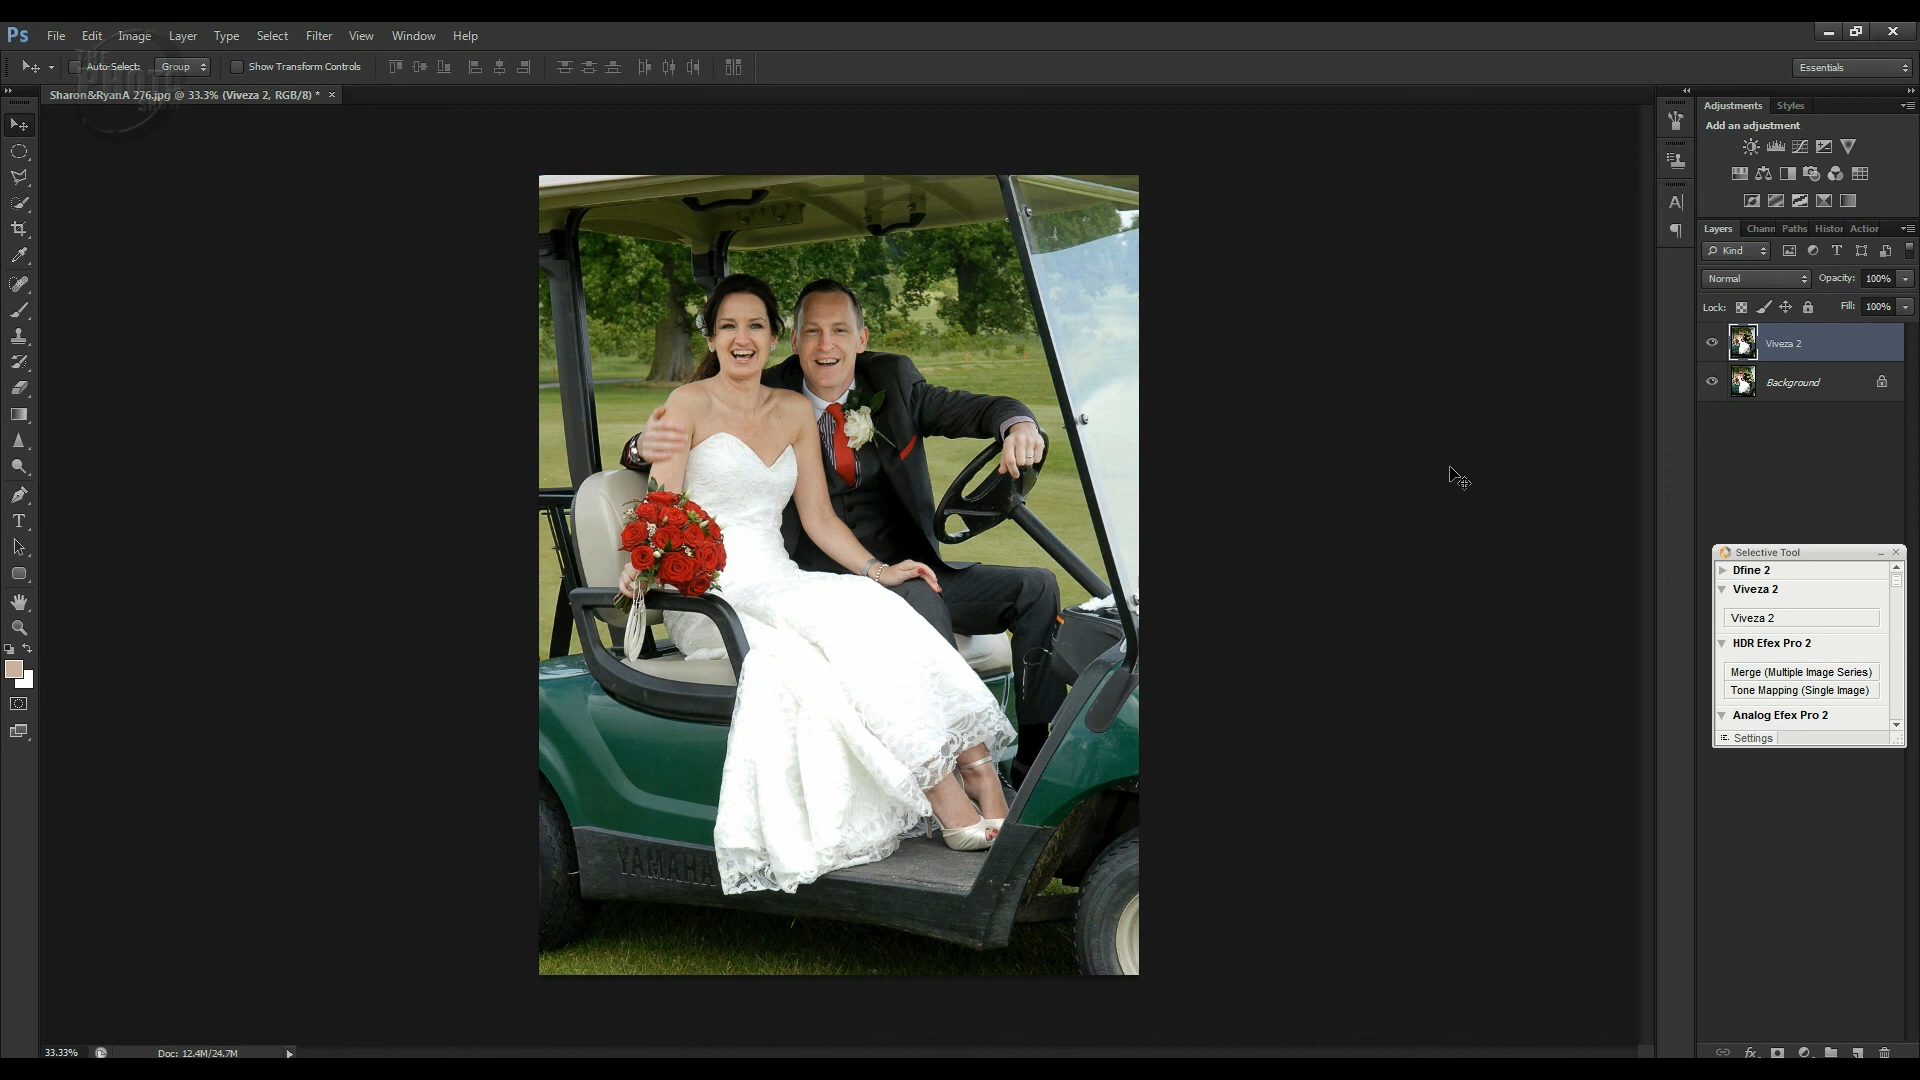 Ps File Edit Image Layer Type Select Filter View Window Help
Auto-Select: Group Show Transform Controls Essentials
THE PHOTO SHOW
Sharon&RyanA 276.jpg @ 33.3% (Viveza 2, RGB/8) * ×
Adjustments Styles
Add an adjustment
Layers Chann Paths Histor Action
Kind
Normal Opacity: 100%
Lock: Fill: 100%
Viveza 2
Background
Selective Tool
Dfine 2
Viveza 2
Viveza 2
HDR Efex Pro 2
Merge (Multiple Image Series)
Tone Mapping (Single Image)
Analog Efex Pro 2
Settings
YAMAHA
33.33% Doc: 12.4M/24.7M
fx